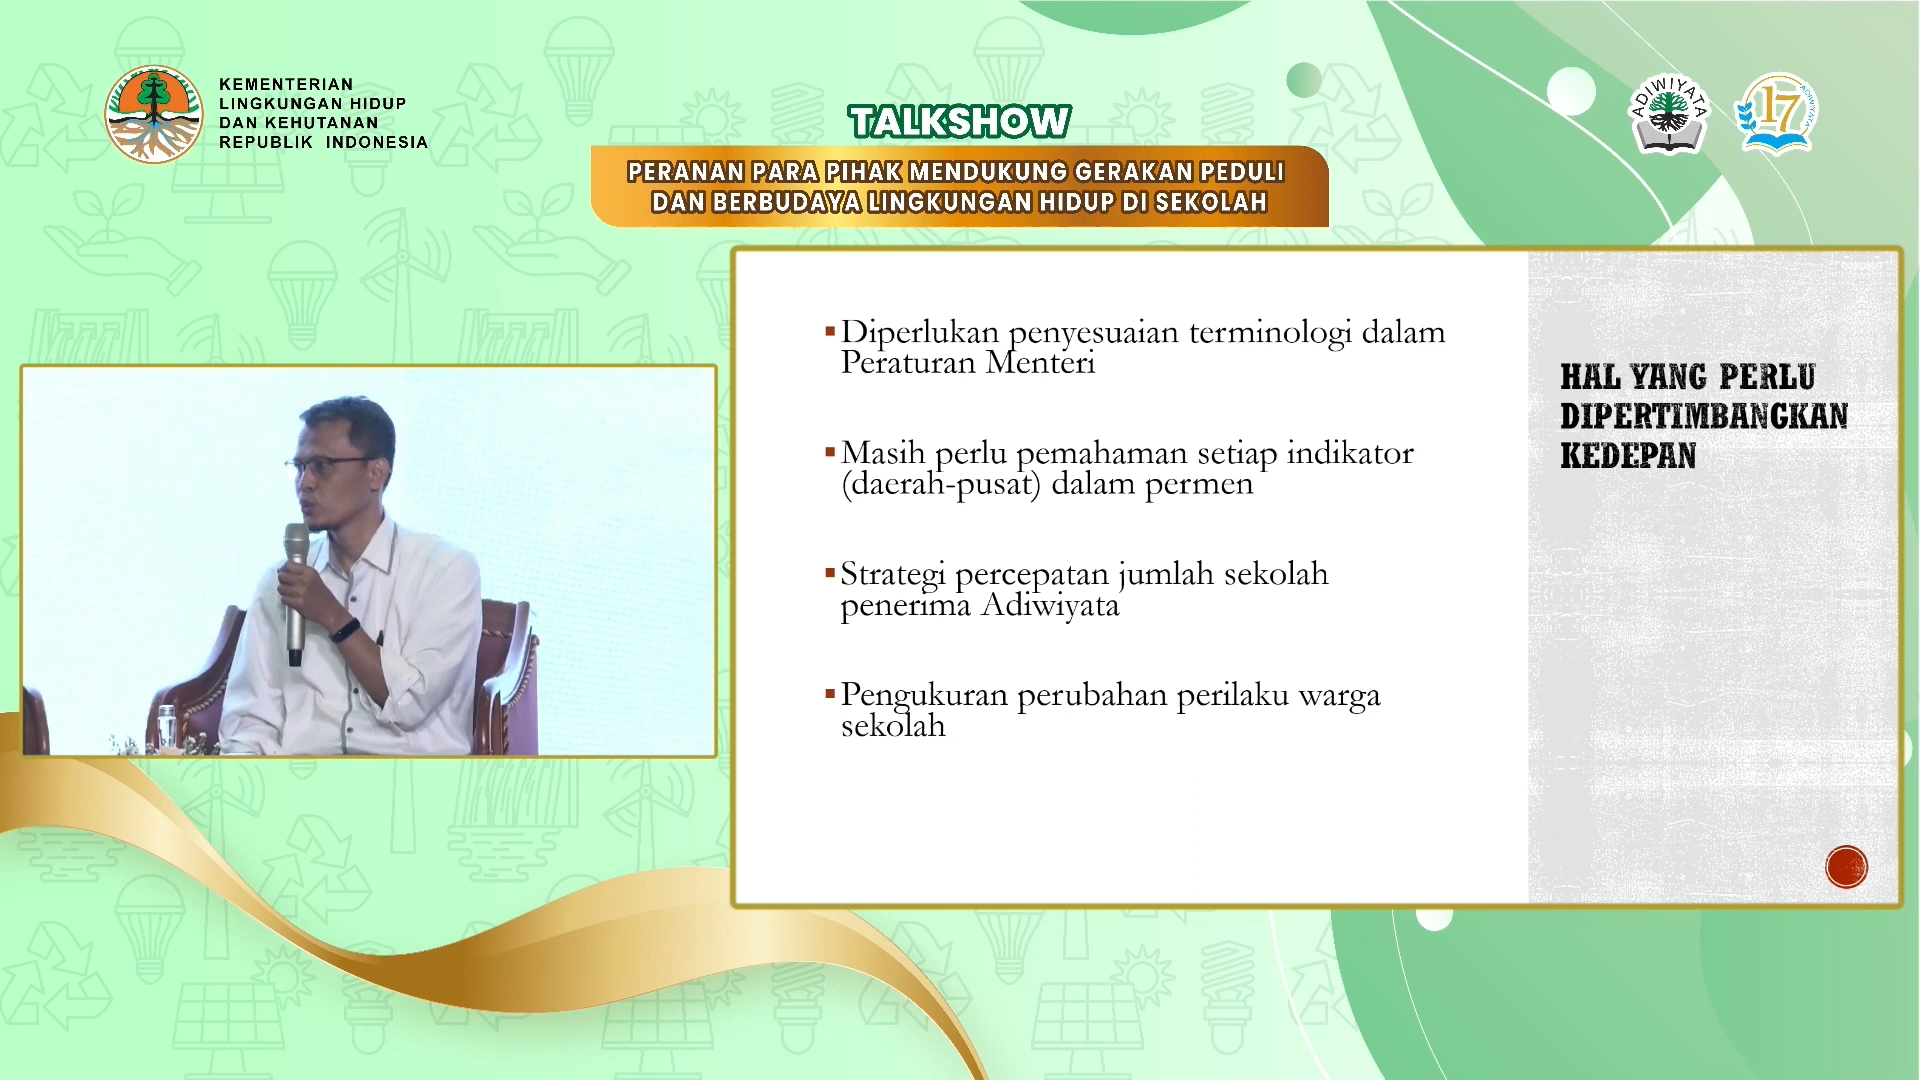 KEMENTERIAN
LINGKUNGAN HIDUP
DAN KEHUTANAN
REPUBLIK INDONESIA
TALKSHOW
PERANAN PARA PIHAK MENDUKUNG GERAKAN PEDULI
DAN BERBUDAYA LINGKUNGAN HIDUP DI SEKOLAH
ADIWIYATA
17
ADIWIYATA
Diperlukan penyesuaian terminologi dalam
Peraturan Menteri
Masih perlu pemahaman setiap indikator
(daerah-pusat) dalam permen
Strategi percepatan jumlah sekolah
penerima Adiwiyata
Pengukuran perubahan perilaku warga
sekolah
HAL YANG PERLU
DIPERTIMBANGKAN
KEDEPAN